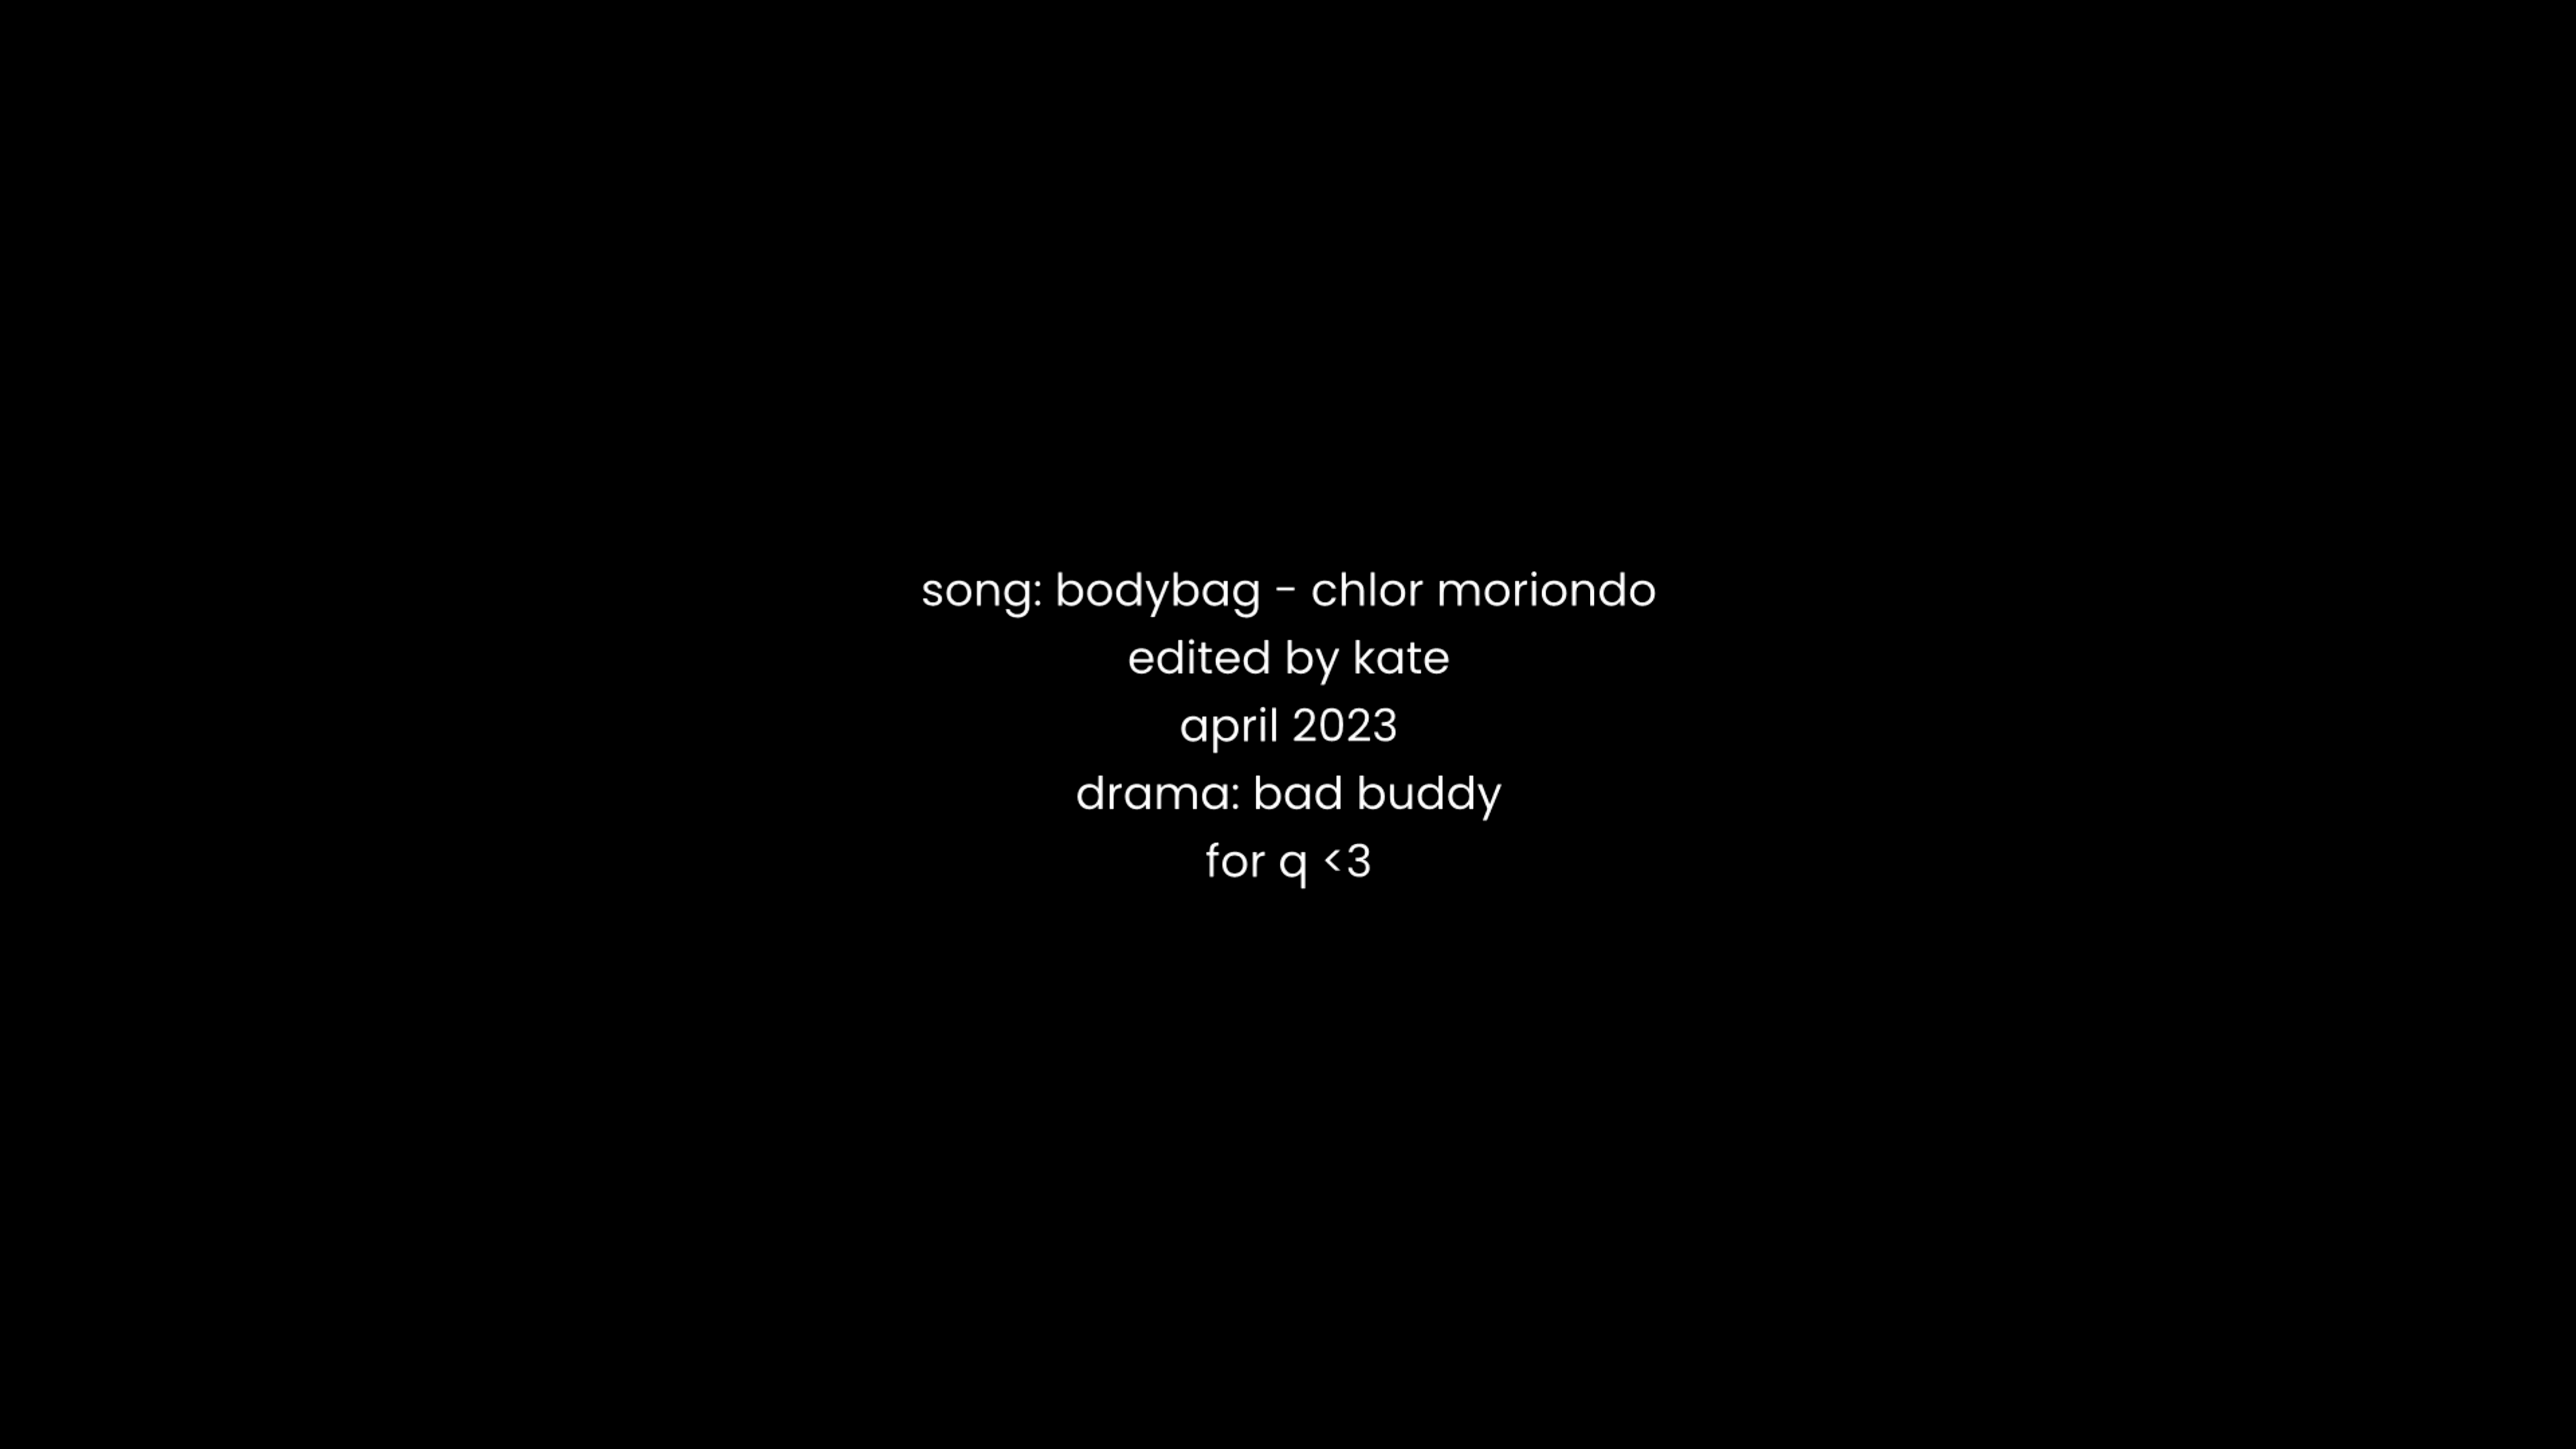 song: bodybag - chlor moriondo
edited by kate
april 2023
drama: bad buddy
for q <3